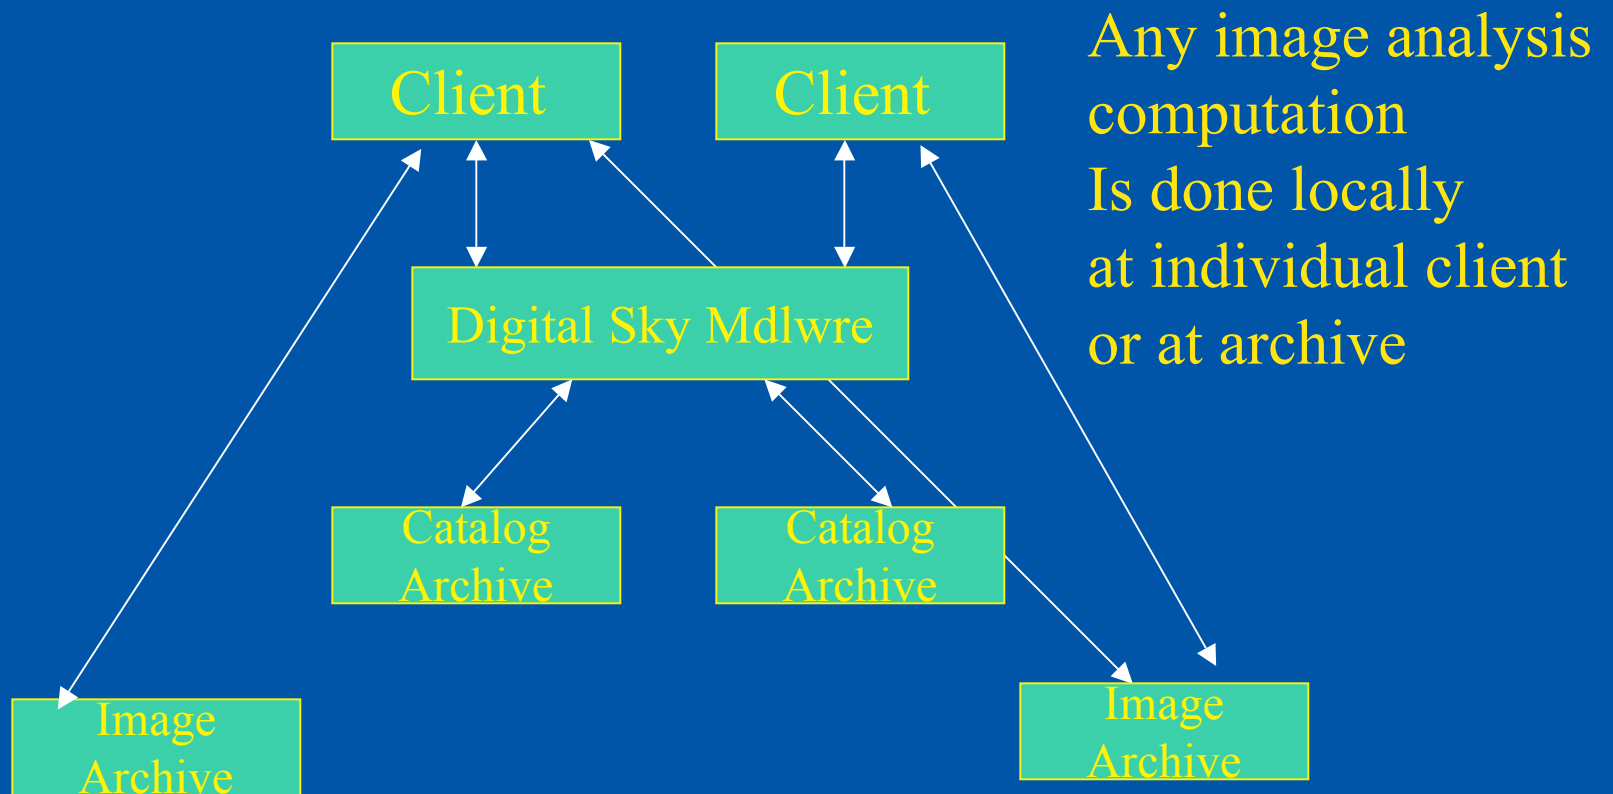 Client
Client
Any image analysis
computation
Is done locally
at individual client
or at archive
Digital Sky Mdlwre
Catalog
Archive
Catalog
Archive
Image
Archive
Image
Archive